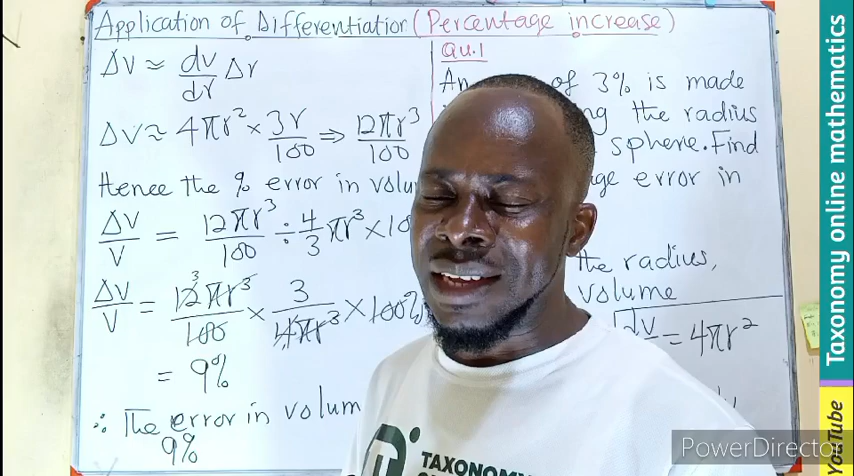 Application of Differentiation (Percentage increase)
ΔV ≈ dv/dr Δr
ΔV ≈ 4πr² × 3r/100 ⇒ 12πr³/100
Hence the % error in volu
ΔV/V = 12πr³/100 ÷ 4/3 πr³ × 10
ΔV/V = 12πr³/100 × 3/4πr³ × 100%
3
= 9%
∴ The error in volum
9%
Qu.1
An of 3% is made
ng the radius
sphere. Find
ge error in
the radius,
volume
dv = 4πr²
TAXONOMY
Taxonomy online mathematics
YouTube
PowerDirector